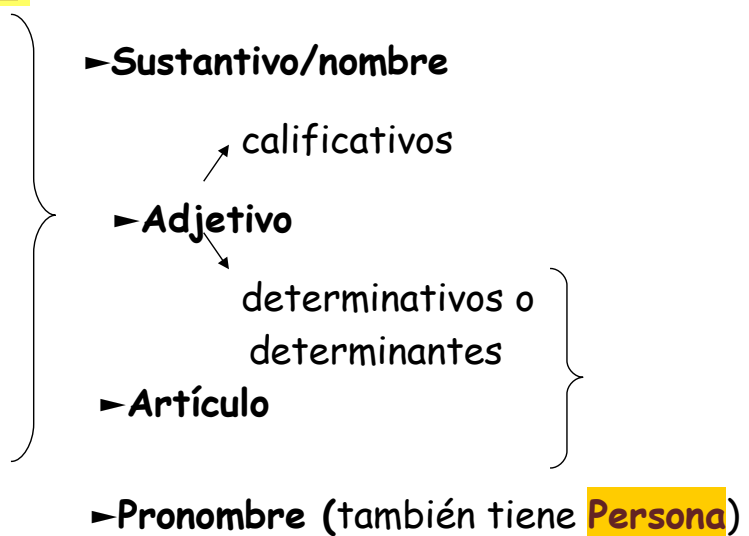 ►Sustantivo/nombre
calificativos
►Adjetivo
determinativos o
determinantes
►Artículo
►Pronombre (también tiene Persona)